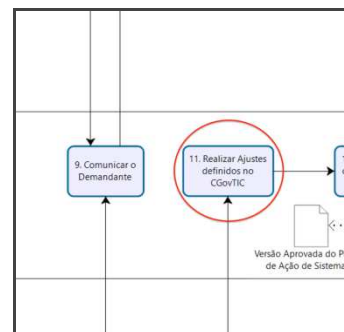 9. Comunicar o
Demandante
11. Realizar Ajustes
definidos no
CGovTIC
Versão Aprovada do P
de Ação de Sistema